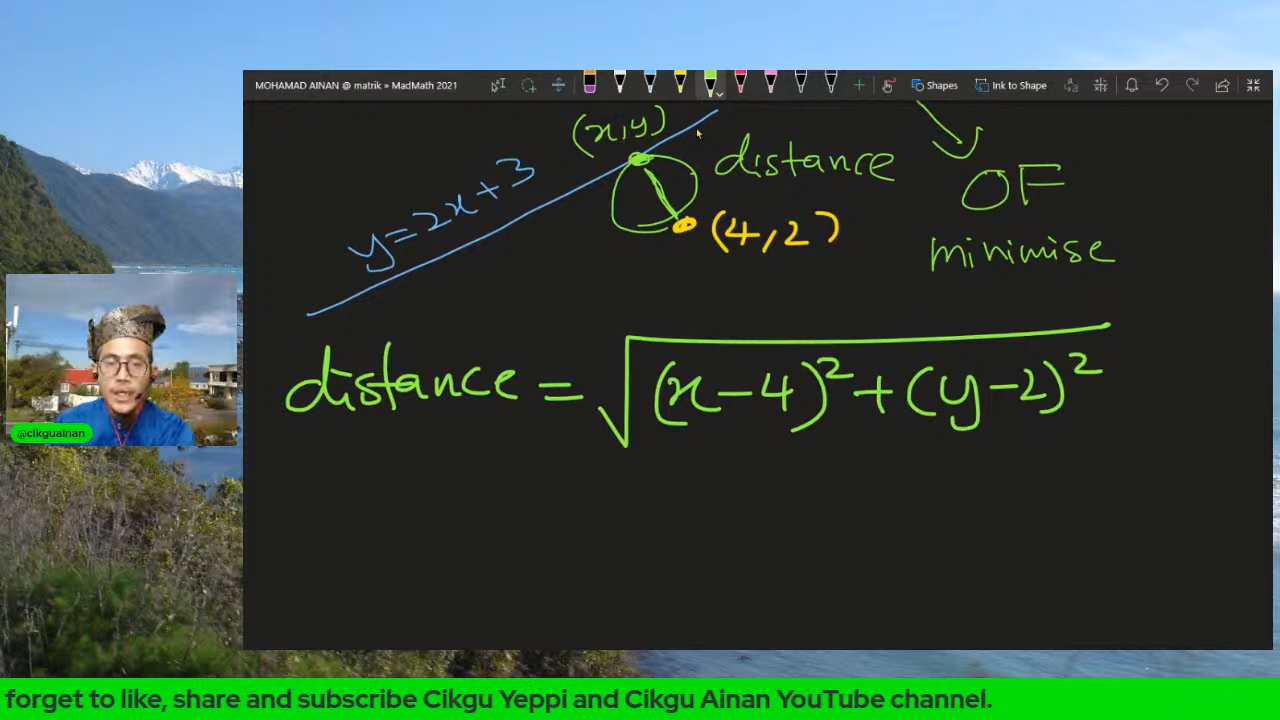 MOHAMAD AINAN @ matrik » MadMath 2021
Shapes
Ink to Shape
(x,y)
distance
OF
y=2x+3
(4,2)
minimise
distance = √(x-4)²+(y-2)²
@cikguainan
forget to like, share and subscribe Cikgu Yeppi and Cikgu Ainan YouTube channel.